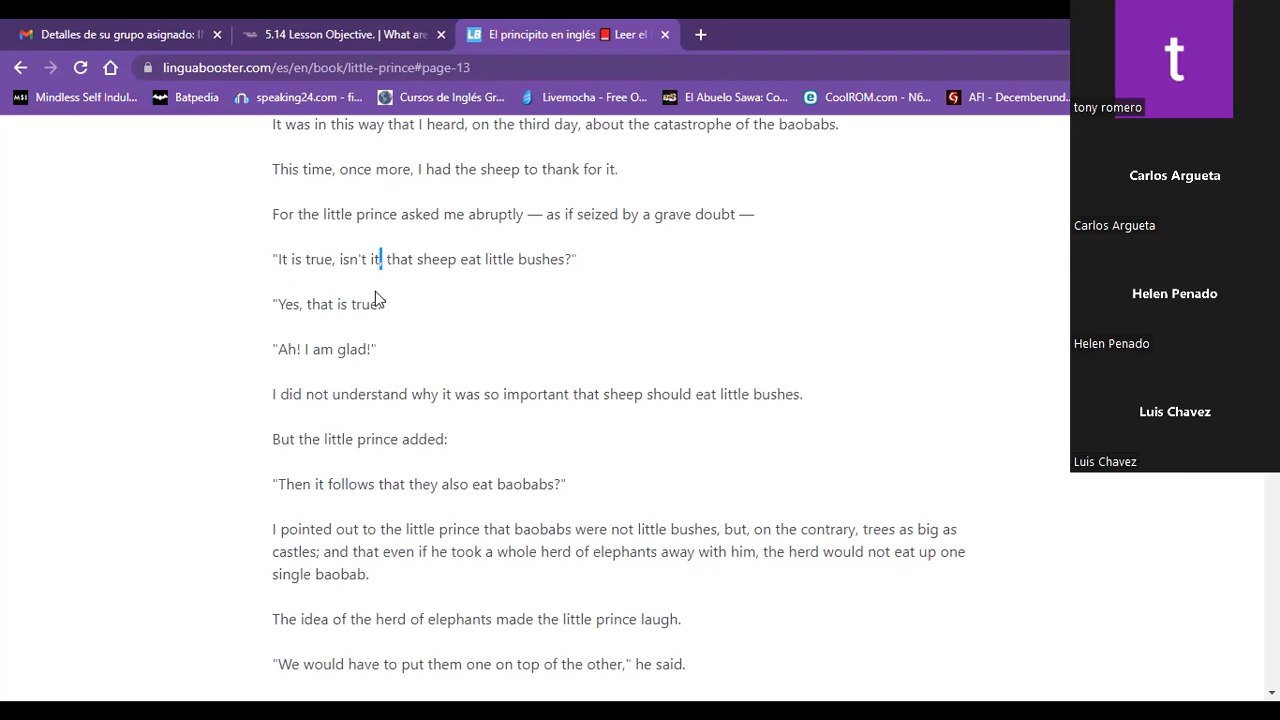 Detalles de su grupo asignado: I
5.14 Lesson Objective. | What are
LB El principito en inglés 📕 Leer el
t
linguabooster.com/es/en/book/little-prince#page-13
Mindless Self Indul...
Batpedia
speaking24.com - fi...
Cursos de Inglés Gr...
Livemocha - Free O...
El Abuelo Sawa: Co...
CoolROM.com - N6...
AFI - Decemberund...
tony romero
It was in this way that I heard, on the third day, about the catastrophe of the baobabs.
This time, once more, I had the sheep to thank for it.
For the little prince asked me abruptly — as if seized by a grave doubt —
"It is true, isn't it, that sheep eat little bushes?"
"Yes, that is true
"Ah! I am glad!"
I did not understand why it was so important that sheep should eat little bushes.
But the little prince added:
"Then it follows that they also eat baobabs?"
I pointed out to the little prince that baobabs were not little bushes, but, on the contrary, trees as big as
castles; and that even if he took a whole herd of elephants away with him, the herd would not eat up one
single baobab.
The idea of the herd of elephants made the little prince laugh.
"We would have to put them one on top of the other," he said.
Carlos Argueta
Carlos Argueta
Helen Penado
Helen Penado
Luis Chavez
Luis Chavez